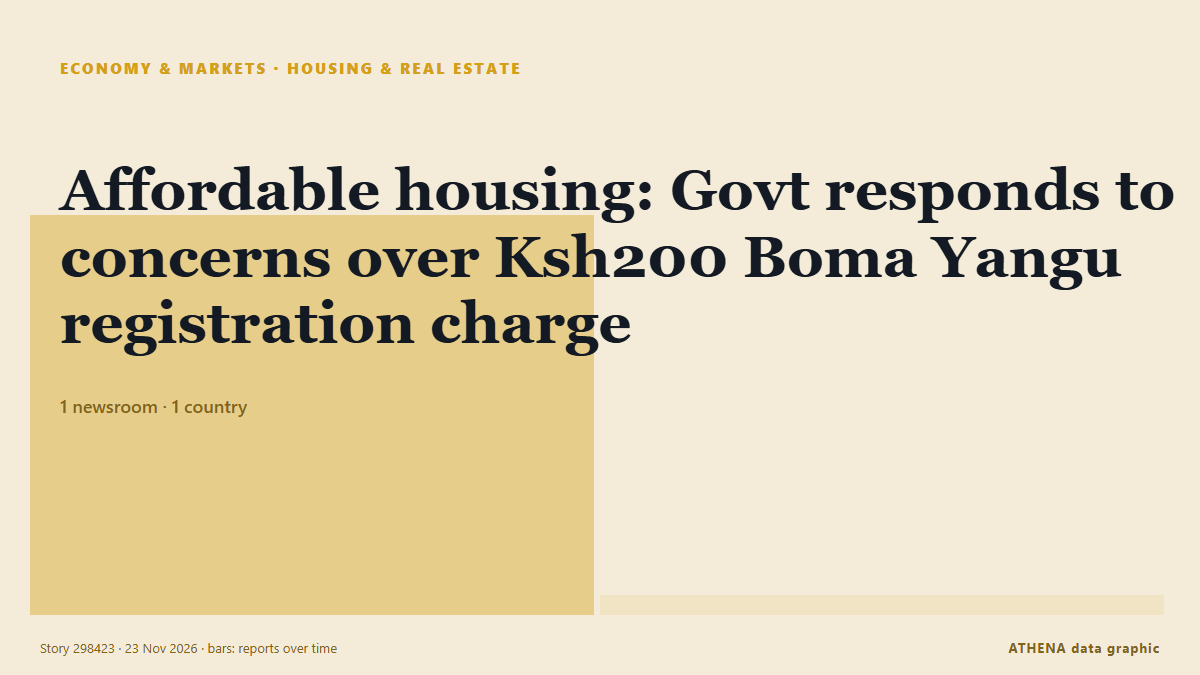 ECONOMY & MARKETS · HOUSING & REAL ESTATE
Affordable housing: Govt responds to
concerns over Ksh200 Boma Yangu
registration charge
1 newsroom · 1 country
Story 298423 · 23 Nov 2026 · bars: reports over time
ATHENA data graphic